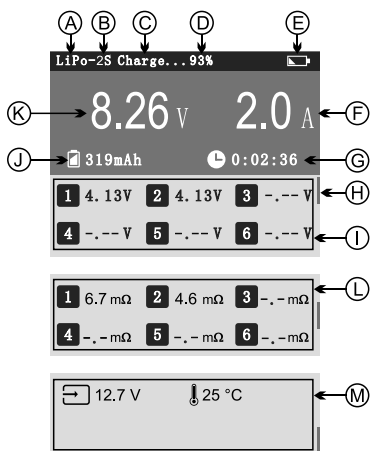 A B C D E
LiPo-2S Charge...93%
K 8.26 V 2.0 A F
J 319mAh 0:02:36 G
1 4.13V 2 4.13V 3 -.-- V H
4 -.-- V 5 -.-- V 6 -.-- V I
1 6.7 mΩ 2 4.6 mΩ 3 -.- mΩ L
4 -.- mΩ 5 -.- mΩ 6 -.- mΩ
12.7 V 25 °C M